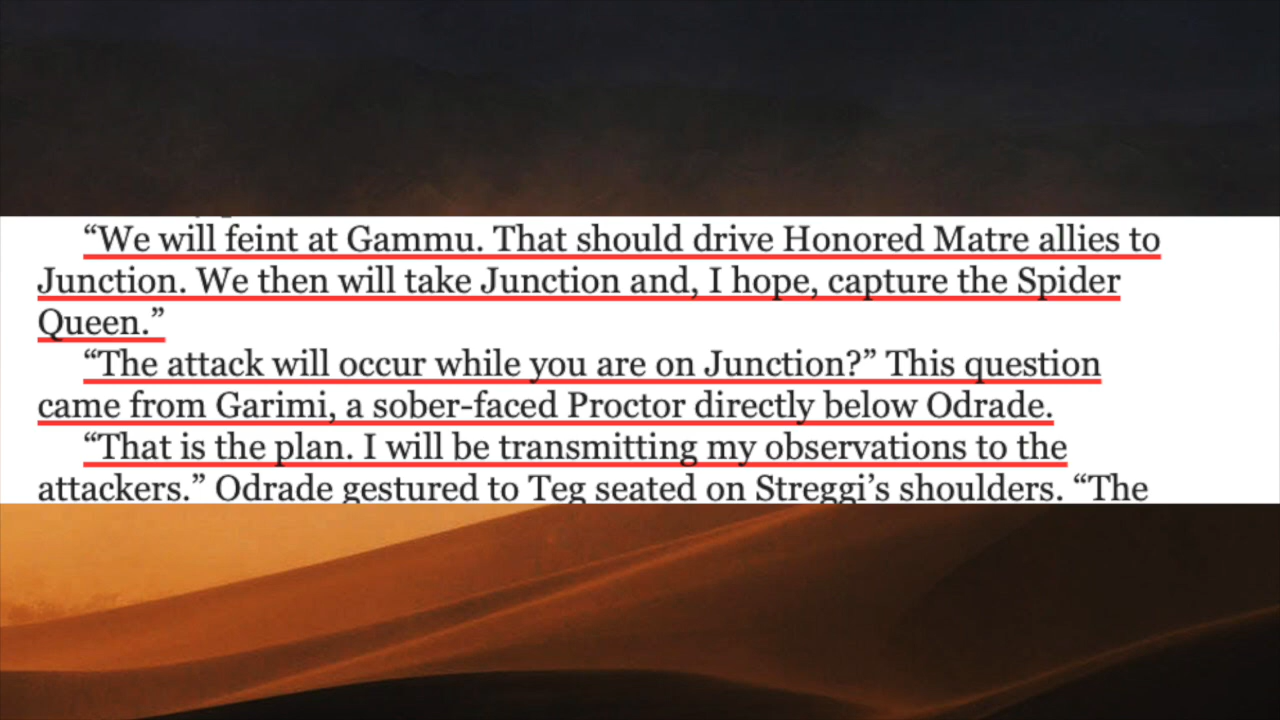 “We will feint at Gammu. That should drive Honored Matre allies to
Junction. We then will take Junction and, I hope, capture the Spider
Queen.”
“The attack will occur while you are on Junction?” This question
came from Garimi, a sober-faced Proctor directly below Odrade.
“That is the plan. I will be transmitting my observations to the
attackers.” Odrade gestured to Teg seated on Streggi’s shoulders. “The